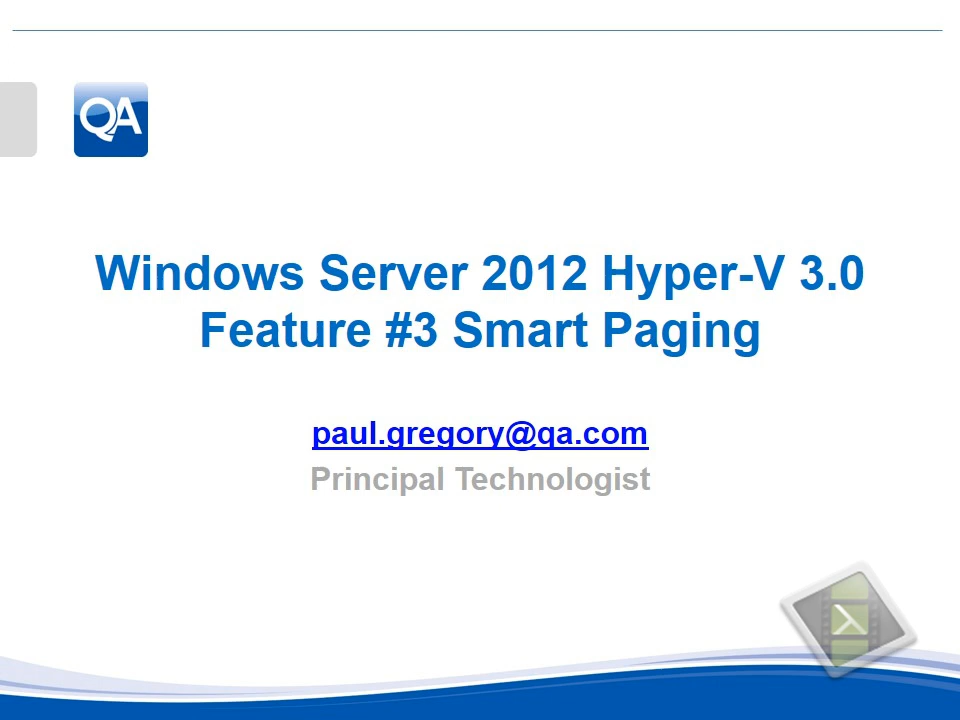 QA
Windows Server 2012 Hyper-V 3.0
Feature #3 Smart Paging
paul.gregory@qa.com
Principal Technologist